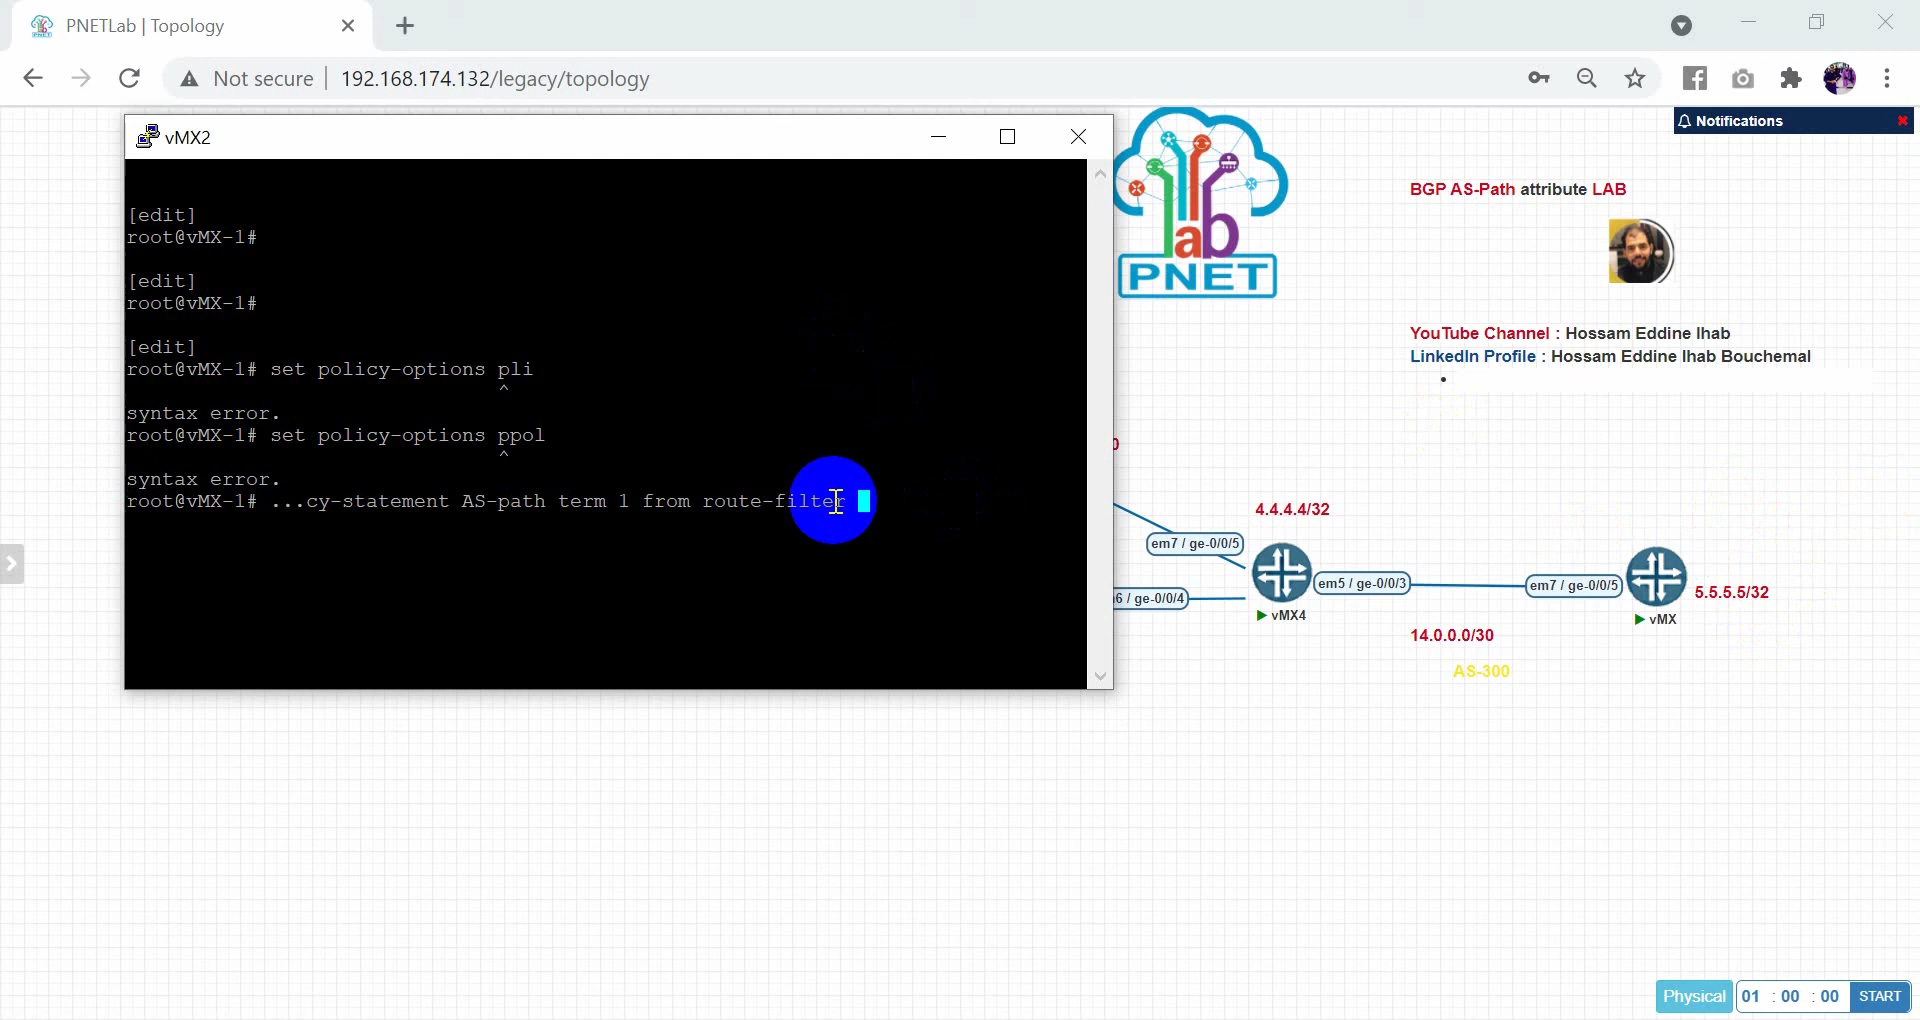 PNETLab | Topology
Not secure
192.168.174.132/legacy/topology
vMX2
Notifications
[edit]
root@vMX-1#
[edit]
root@vMX-1#
[edit]
root@vMX-1# set policy-options pli
^
syntax error.
root@vMX-1# set policy-options ppol
^
syntax error.
root@vMX-1# ...cy-statement AS-path term 1 from route-filter
lab
PNET
BGP AS-Path attribute LAB
YouTube Channel : Hossam Eddine Ihab
LinkedIn Profile : Hossam Eddine Ihab Bouchemal
4.4.4.4/32
em7 / ge-0/0/5
em5 / ge-0/0/3
em7 / ge-0/0/5
5.5.5.5/32
6 / ge-0/0/4
vMX4
vMX
14.0.0.0/30
AS-300
Physical
01 : 00 : 00
START